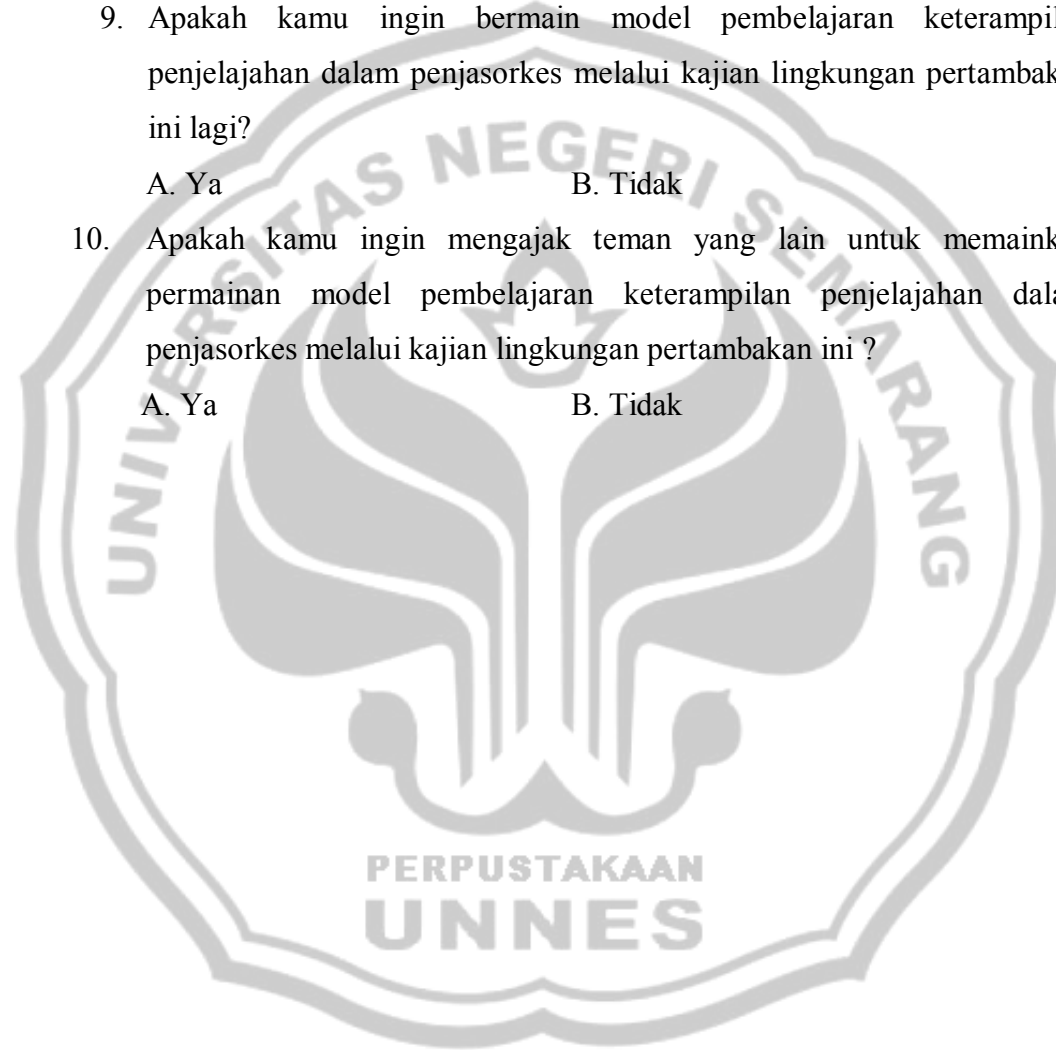 9. Apakah kamu ingin bermain model pembelajaran keterampil
penjelajahan dalam penjasorkes melalui kajian lingkungan pertambak
ini lagi?
A. Ya B. Tidak
10. Apakah kamu ingin mengajak teman yang lain untuk memaink
permainan model pembelajaran keterampilan penjelajahan dala
penjasorkes melalui kajian lingkungan pertambakan ini ?
A. Ya B. Tidak
UNIVERSITAS NEGERI SEMARANG
PERPUSTAKAAN
UNNES